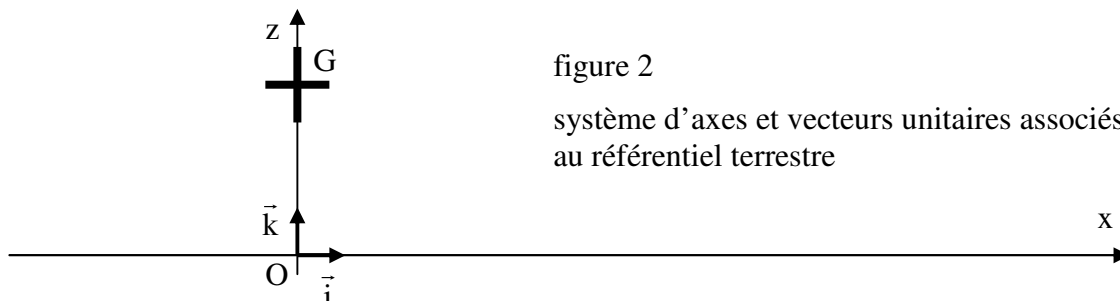 z
G
figure 2
système d'axes et vecteurs unitaires associés
au référentiel terrestre
k
x
O
i